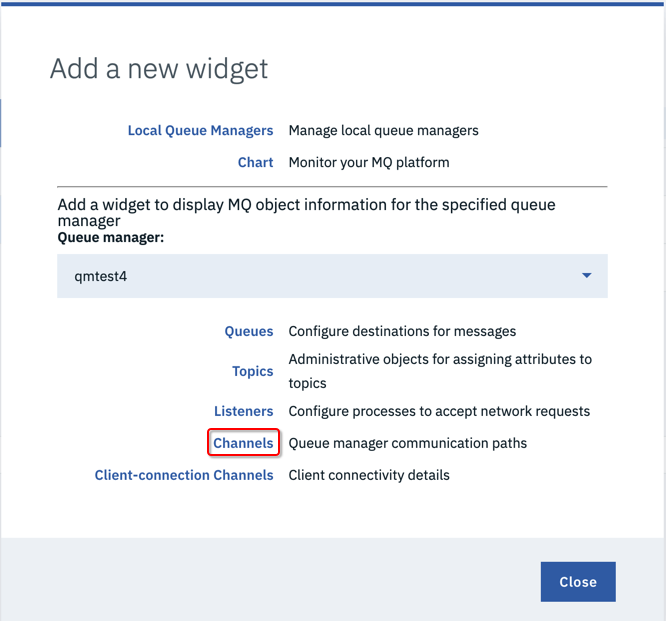 Add a new widget
Local Queue Managers Manage local queue managers
Chart Monitor your MQ platform
Add a widget to display MQ object information for the specified queue
manager
Queue manager:
qmtest4
Queues Configure destinations for messages
Topics Administrative objects for assigning attributes to
topics
Listeners Configure processes to accept network requests
Channels Queue manager communication paths
Client-connection Channels Client connectivity details
Close